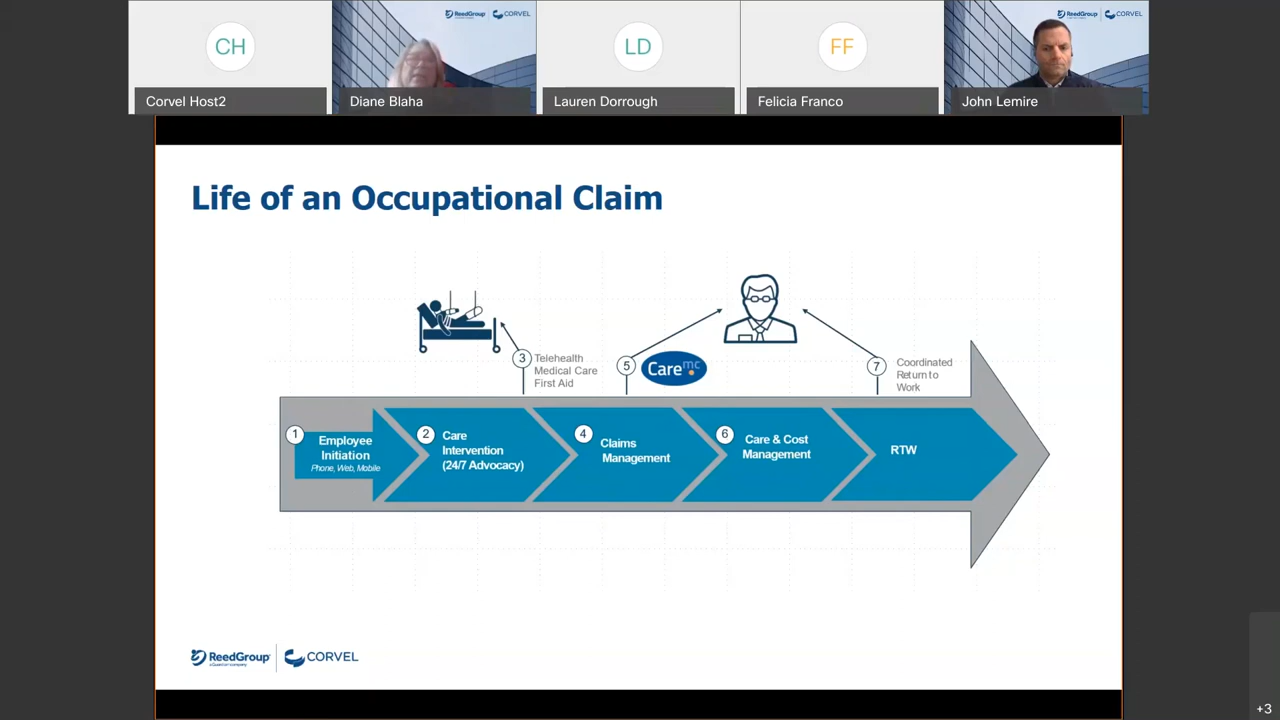 ReedGroup CORVEL
ReedGroup CORVEL
CH
LD
FF
Corvel Host2
Diane Blaha
Lauren Dorrough
Felicia Franco
John Lemire
Life of an Occupational Claim
3
Telehealth
Medical Care
First Aid
5
Care mc
7
Coordinated
Return to
Work
1
Employee
Initiation
Phone, Web, Mobile
2
Care
Intervention
(24/7 Advocacy)
4
Claims
Management
6
Care & Cost
Management
RTW
ReedGroup
CORVEL
+3